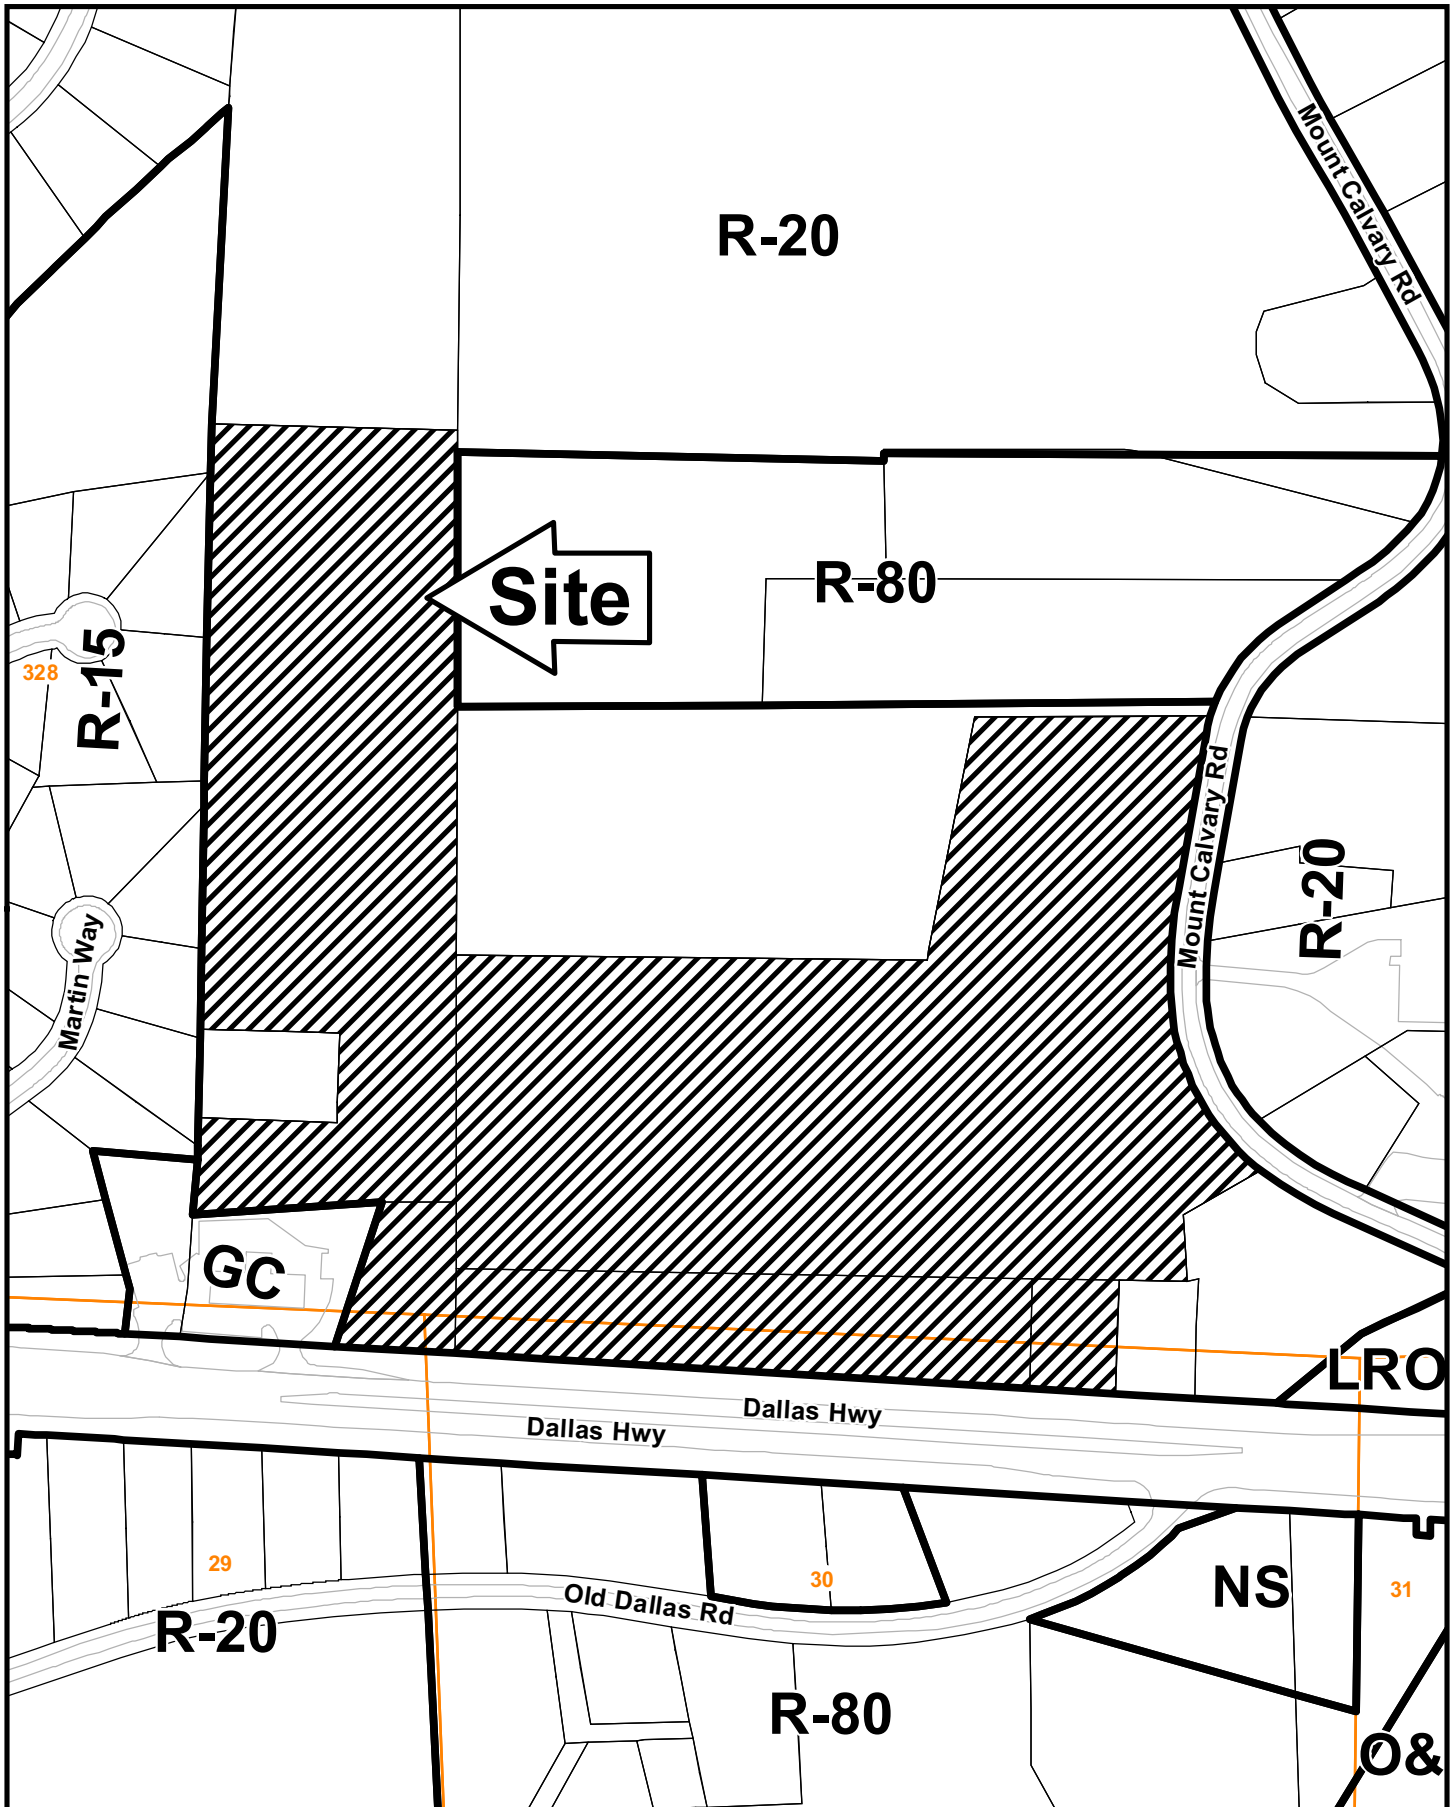 Mount Calvary Rd
R-20
Site
R-80
R-15
328
Mount Calvary Rd
R-20
Martin Way
GC
LRO
Dallas Hwy
Dallas Hwy
29
30
31
NS
Old Dallas Rd
R-20
R-80
O&